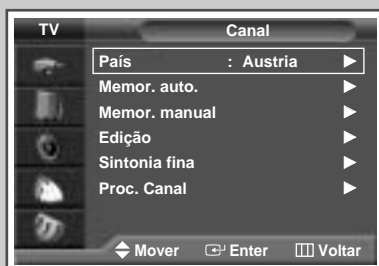 TV Canal
País : Austria
Memor. auto.
Memor. manual
Edição
Sintonia fina
Proc. Canal
Mover Enter Voltar